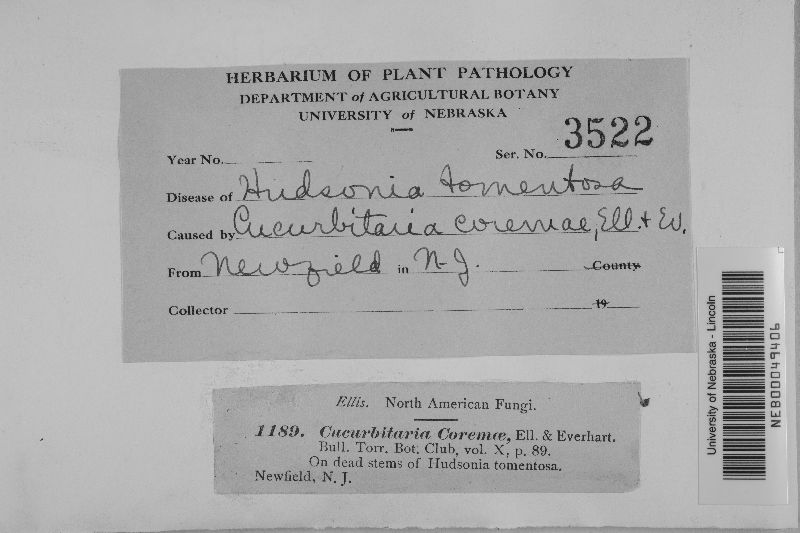 HERBARIUM OF PLANT PATHOLOGY
DEPARTMENT of AGRICULTURAL BOTANY
UNIVERSITY of NEBRASKA
Year No. Ser. No. 3522
Disease of Hudsonia tomentosa
Caused by Cucurbitaria coremae, Ell. & Ev.
From Newfield in N. J. County
Collector 19
Ellis. North American Fungi.
1189. Cucurbitaria Coremæ, Ell. & Everhart.
Bull. Torr. Bot. Club, vol. X, p. 89.
On dead stems of Hudsonia tomentosa.
Newfield, N. J.
University of Nebraska - Lincoln
NEB00049406